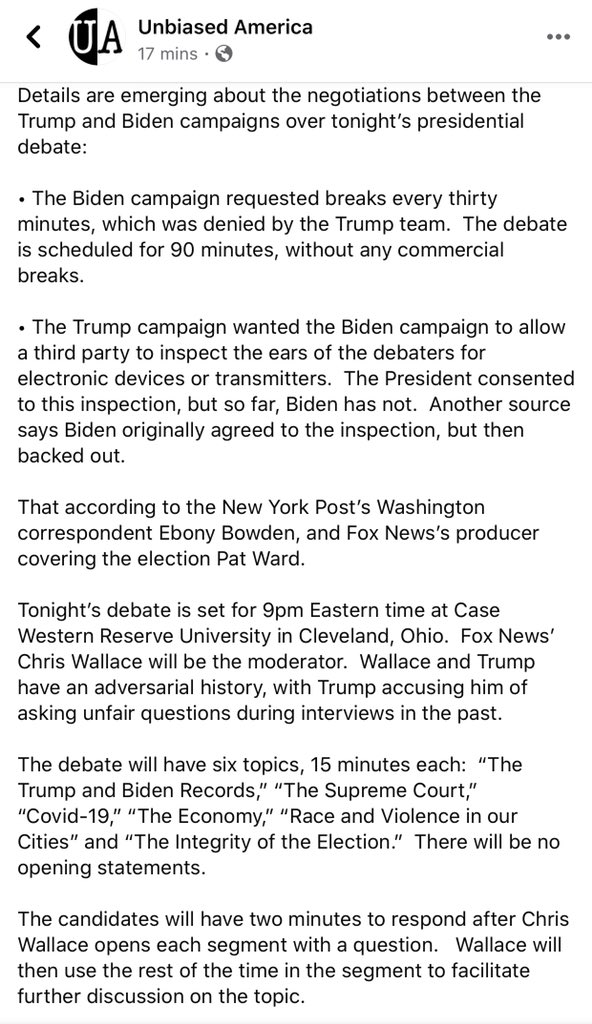 UA
Unbiased America
17 mins ·
Details are emerging about the negotiations between the
Trump and Biden campaigns over tonight's presidential
debate:
• The Biden campaign requested breaks every thirty
minutes, which was denied by the Trump team.  The debate
is scheduled for 90 minutes, without any commercial
breaks.
• The Trump campaign wanted the Biden campaign to allow
a third party to inspect the ears of the debaters for
electronic devices or transmitters.  The President consented
to this inspection, but so far, Biden has not.  Another source
says Biden originally agreed to the inspection, but then
backed out.
That according to the New York Post's Washington
correspondent Ebony Bowden, and Fox News's producer
covering the election Pat Ward.
Tonight's debate is set for 9pm Eastern time at Case
Western Reserve University in Cleveland, Ohio.  Fox News'
Chris Wallace will be the moderator.  Wallace and Trump
have an adversarial history, with Trump accusing him of
asking unfair questions during interviews in the past.
The debate will have six topics, 15 minutes each:  “The
Trump and Biden Records,” “The Supreme Court,”
“Covid-19,” “The Economy,” “Race and Violence in our
Cities” and “The Integrity of the Election.”  There will be no
opening statements.
The candidates will have two minutes to respond after Chris
Wallace opens each segment with a question.   Wallace will
then use the rest of the time in the segment to facilitate
further discussion on the topic.